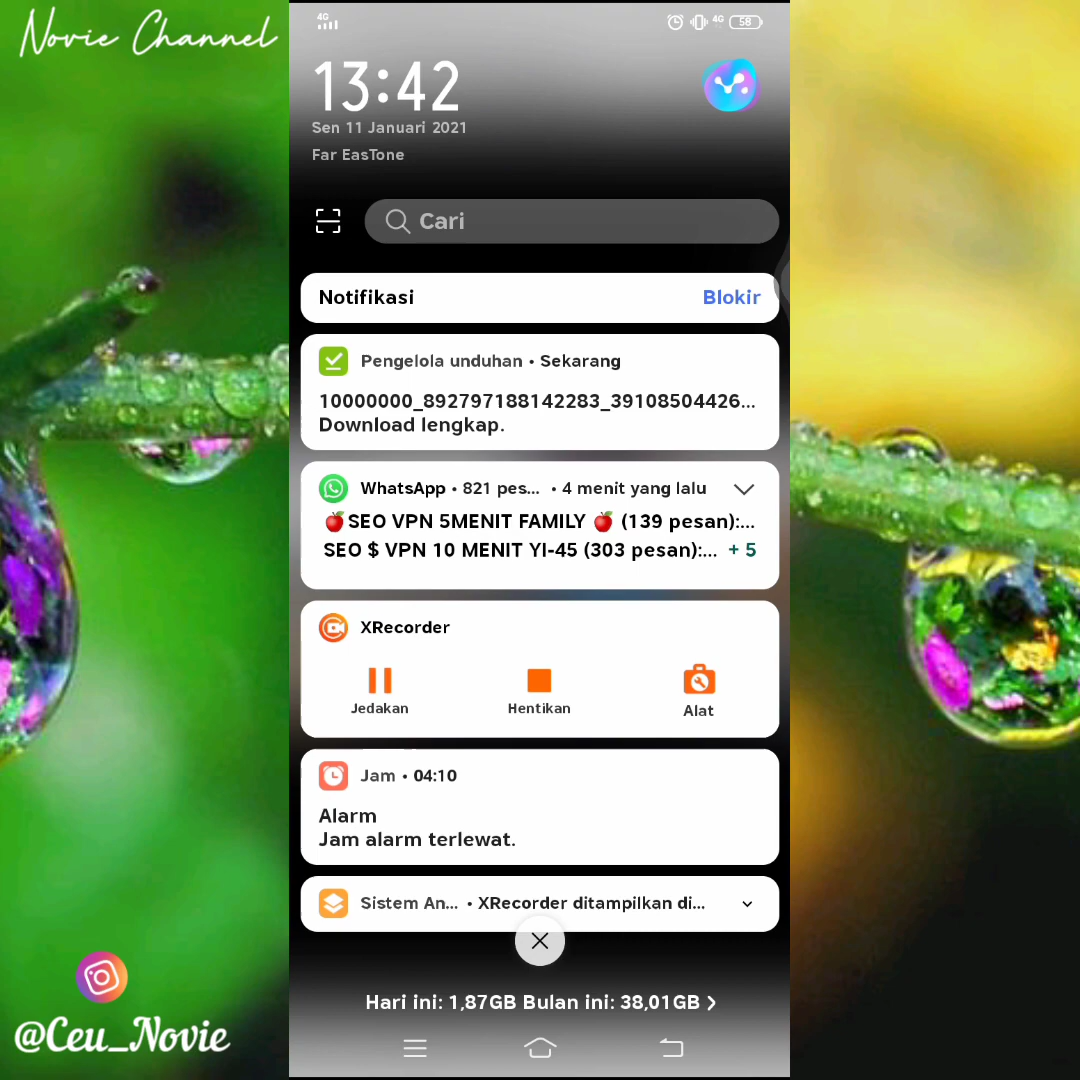 Novie Channel
4G
4G 58
13:42
Sen 11 Januari 2021
Far EasTone
Cari
Notifikasi
Blokir
Pengelola unduhan • Sekarang
10000000_892797188142283_39108504426...
Download lengkap.
WhatsApp • 821 pes... • 4 menit yang lalu
🍎SEO VPN 5MENIT FAMILY 🍎 (139 pesan):...
SEO $ VPN 10 MENIT YI-45 (303 pesan):... + 5
XRecorder
Jedakan
Hentikan
Alat
Jam • 04:10
Alarm
Jam alarm terlewat.
Sistem An... • XRecorder ditampilkan di...
Hari ini: 1,87GB Bulan ini: 38,01GB
@Ceu_Novie